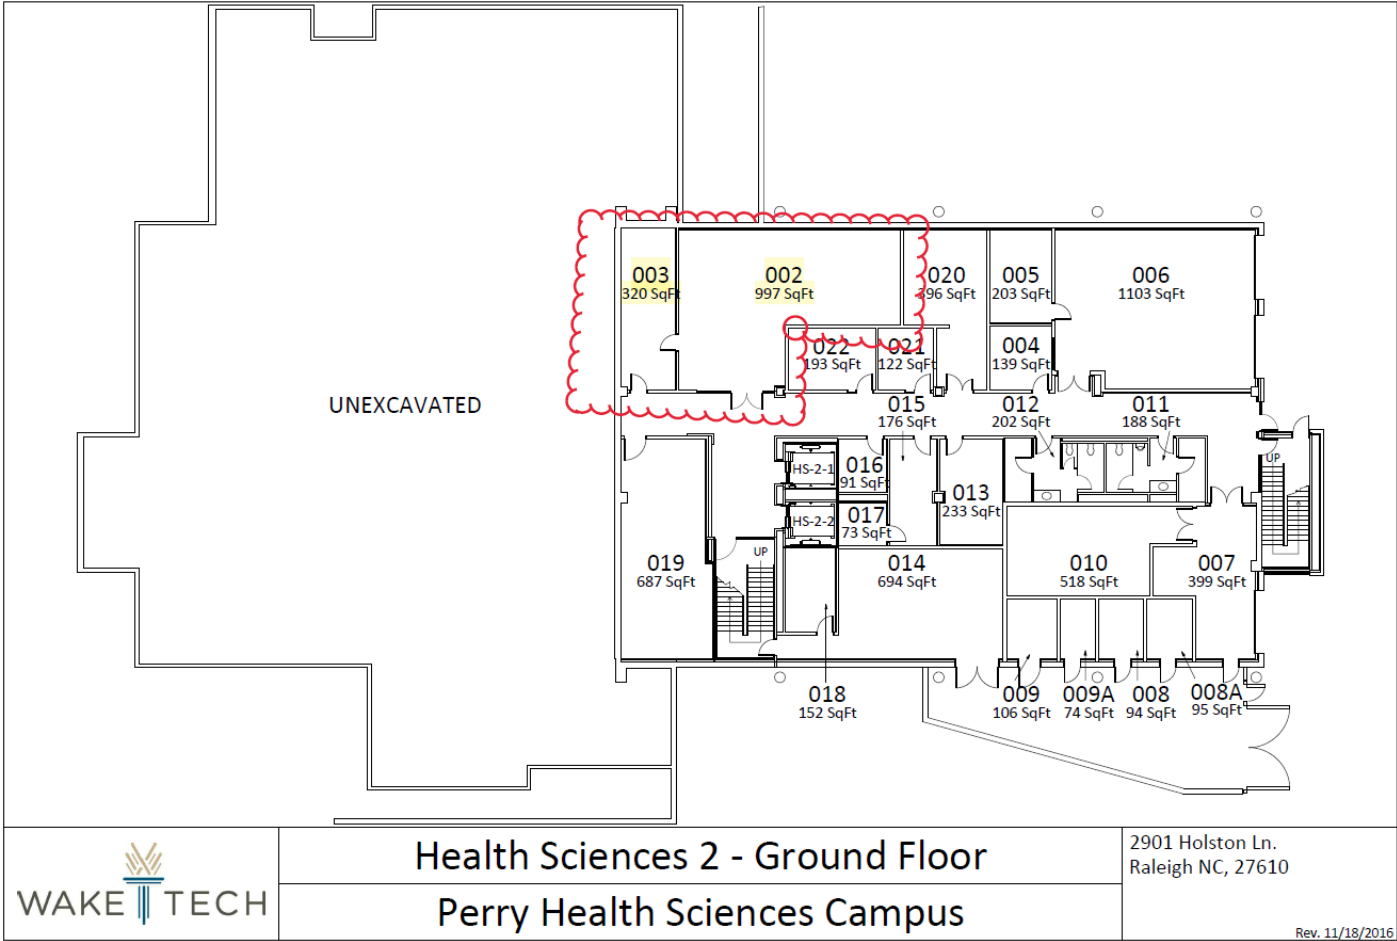 003
320 SqFt
002
997 SqFt
020
396 SqFt
005
203 SqFt
006
1103 SqFt
022
193 SqFt
021
122 SqFt
004
139 SqFt
UNEXCAVATED
015
176 SqFt
012
202 SqFt
011
188 SqFt
HS-2-1
016
91 SqFt
013
233 SqFt
UP
HS-2-2
017
73 SqFt
UP
019
687 SqFt
014
694 SqFt
010
518 SqFt
007
399 SqFt
018
152 SqFt
009
106 SqFt
009A
74 SqFt
008
94 SqFt
008A
95 SqFt
WAKE TECH
Health Sciences 2 - Ground Floor
Perry Health Sciences Campus
2901 Holston Ln.
Raleigh NC, 27610
Rev. 11/18/2016